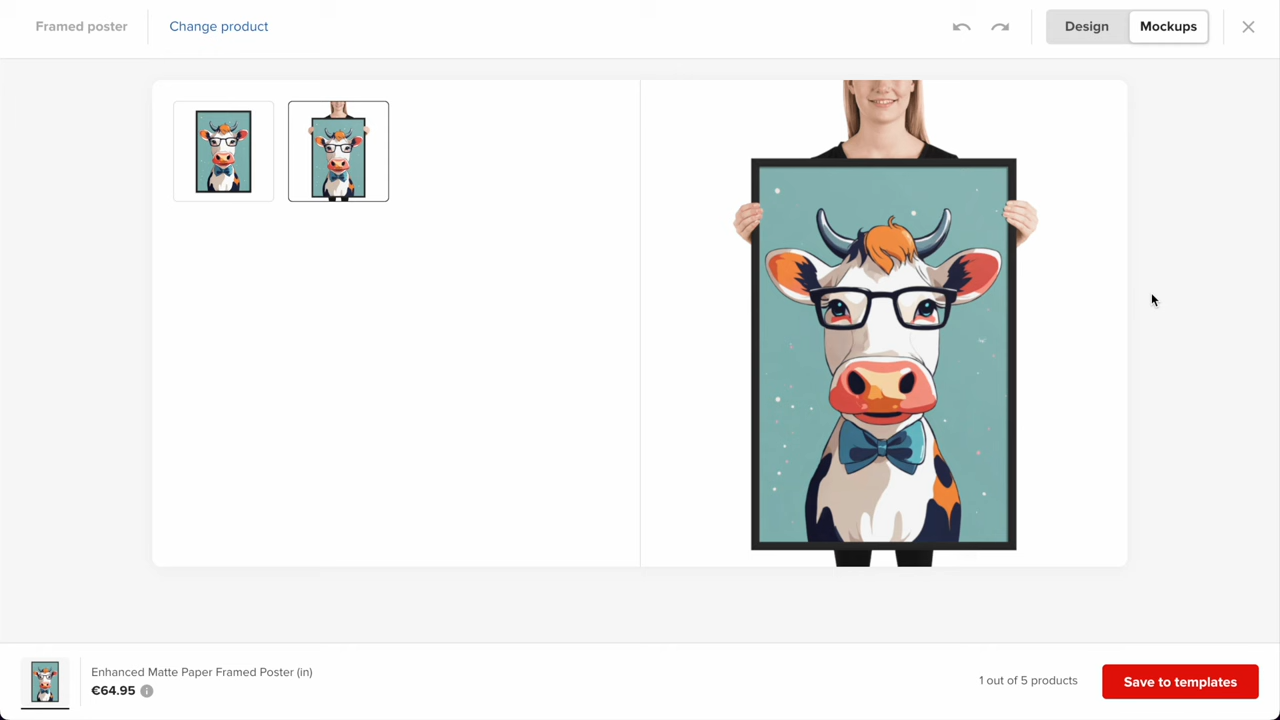 Framed poster
Change product
Design
Mockups
Enhanced Matte Paper Framed Poster (in)
€64.95
1 out of 5 products
Save to templates